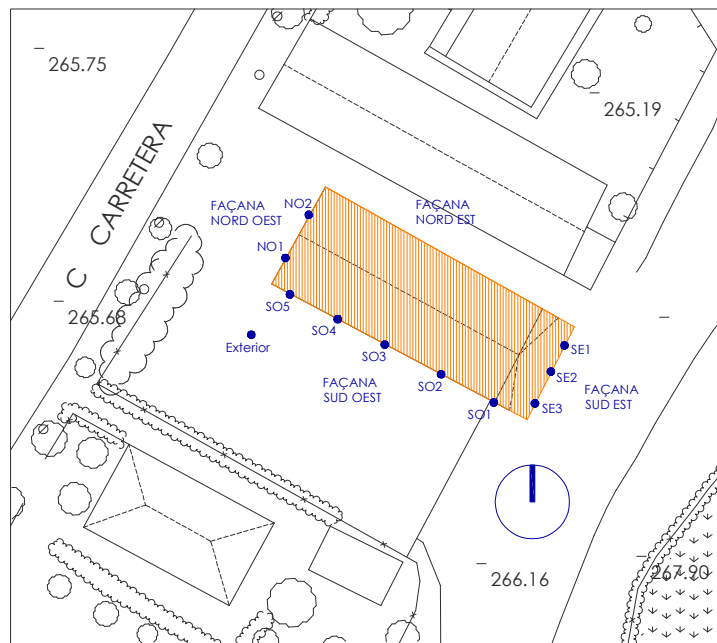 265.75
265.19
C CARRETERA
FAÇANA
NORD OEST
NO2
FAÇANA
NORD EST
NO1
265.68
SO5
SO4
Exterior
SO3
SE1
FAÇANA
SUD OEST
SO2
SE2
FAÇANA
SUD EST
SO1
SE3
266.16
267.90